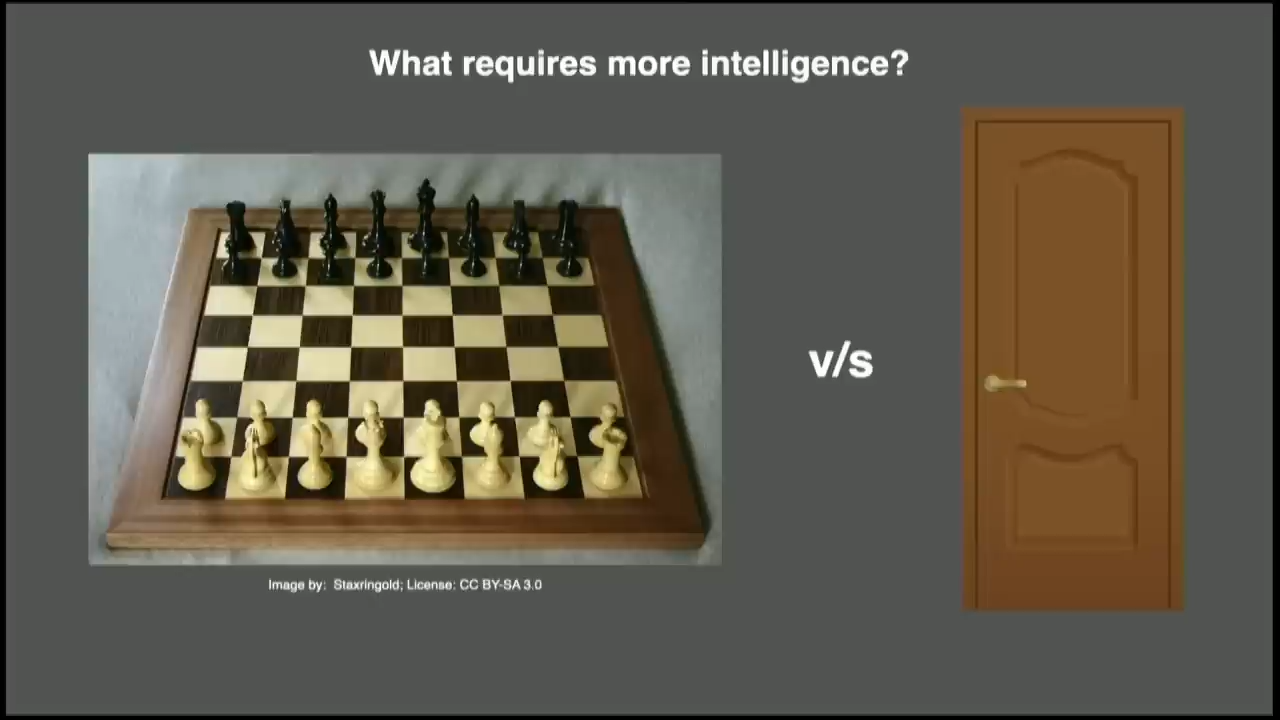 What requires more intelligence?
v/s
Image by: Staxringold; License: CC BY-SA 3.0